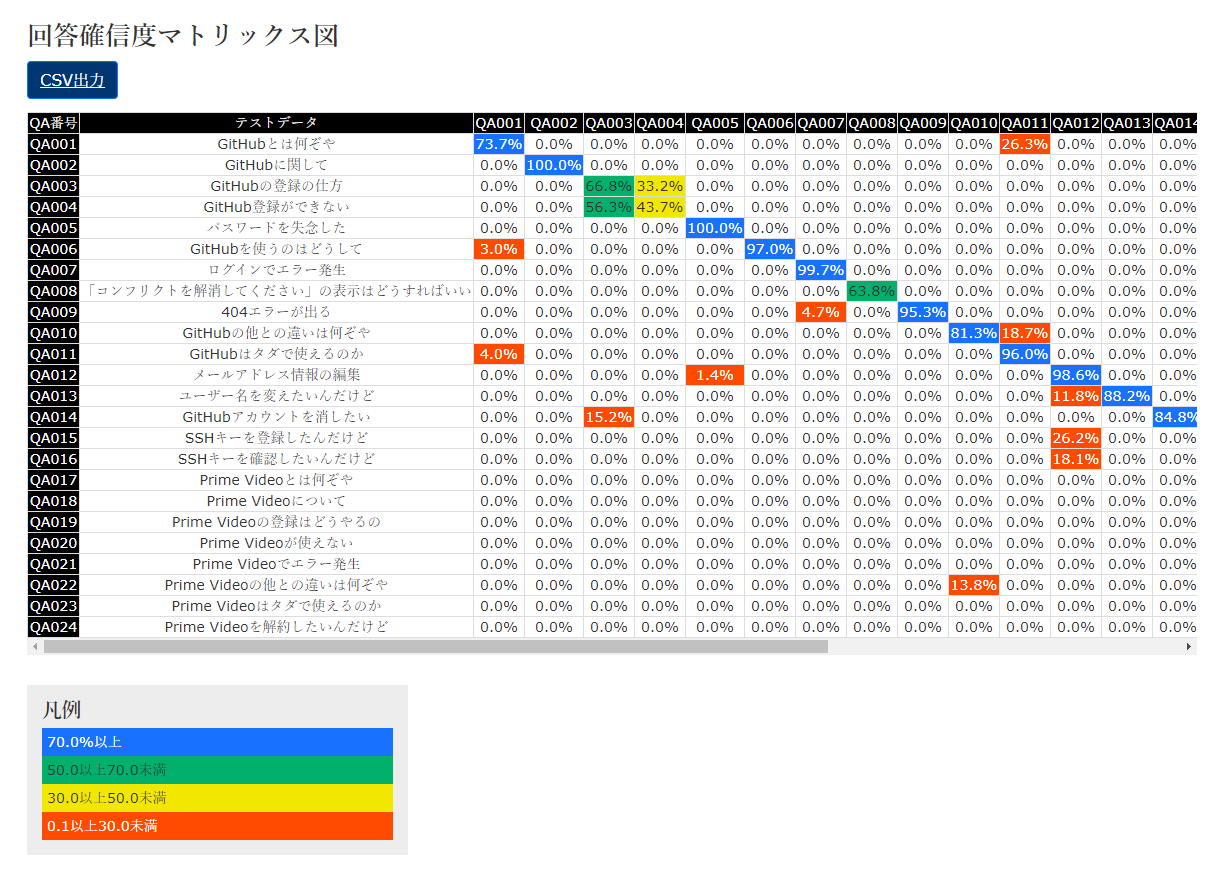 回答確信度マトリックス図
CSV出力
QA番号 テストデータ QA001 QA002 QA003 QA004 QA005 QA006 QA007 QA008 QA009 QA010 QA011 QA012 QA013 QA014
QA001 GitHubとは何ぞや 73.7% 0.0% 0.0% 0.0% 0.0% 0.0% 0.0% 0.0% 0.0% 0.0% 26.3% 0.0% 0.0% 0.0%
QA002 GitHubに関して 0.0% 100.0% 0.0% 0.0% 0.0% 0.0% 0.0% 0.0% 0.0% 0.0% 0.0% 0.0% 0.0% 0.0%
QA003 GitHubの登録の仕方 0.0% 0.0% 66.8% 33.2% 0.0% 0.0% 0.0% 0.0% 0.0% 0.0% 0.0% 0.0% 0.0% 0.0%
QA004 GitHub登録ができない 0.0% 0.0% 56.3% 43.7% 0.0% 0.0% 0.0% 0.0% 0.0% 0.0% 0.0% 0.0% 0.0% 0.0%
QA005 パスワードを失念した 0.0% 0.0% 0.0% 0.0% 100.0% 0.0% 0.0% 0.0% 0.0% 0.0% 0.0% 0.0% 0.0% 0.0%
QA006 GitHubを使うのはどうして 3.0% 0.0% 0.0% 0.0% 0.0% 97.0% 0.0% 0.0% 0.0% 0.0% 0.0% 0.0% 0.0% 0.0%
QA007 ログインでエラー発生 0.0% 0.0% 0.0% 0.0% 0.0% 0.0% 99.7% 0.0% 0.0% 0.0% 0.0% 0.0% 0.0% 0.0%
QA008 「コンフリクトを解消してください」の表示はどうすればいい 0.0% 0.0% 0.0% 0.0% 0.0% 0.0% 0.0% 63.8% 0.0% 0.0% 0.0% 0.0% 0.0% 0.0%
QA009 404エラーが出る 0.0% 0.0% 0.0% 0.0% 0.0% 0.0% 4.7% 0.0% 95.3% 0.0% 0.0% 0.0% 0.0% 0.0%
QA010 GitHubの他との違いは何ぞや 0.0% 0.0% 0.0% 0.0% 0.0% 0.0% 0.0% 0.0% 0.0% 81.3% 18.7% 0.0% 0.0% 0.0%
QA011 GitHubはタダで使えるのか 4.0% 0.0% 0.0% 0.0% 0.0% 0.0% 0.0% 0.0% 0.0% 0.0% 96.0% 0.0% 0.0% 0.0%
QA012 メールアドレス情報の編集 0.0% 0.0% 0.0% 0.0% 1.4% 0.0% 0.0% 0.0% 0.0% 0.0% 0.0% 98.6% 0.0% 0.0%
QA013 ユーザー名を変えたいんだけど 0.0% 0.0% 0.0% 0.0% 0.0% 0.0% 0.0% 0.0% 0.0% 0.0% 0.0% 11.8% 88.2% 0.0%
QA014 GitHubアカウントを消したい 0.0% 0.0% 15.2% 0.0% 0.0% 0.0% 0.0% 0.0% 0.0% 0.0% 0.0% 0.0% 0.0% 84.8%
QA015 SSHキーを登録したんだけど 0.0% 0.0% 0.0% 0.0% 0.0% 0.0% 0.0% 0.0% 0.0% 0.0% 0.0% 26.2% 0.0% 0.0%
QA016 SSHキーを確認したいんだけど 0.0% 0.0% 0.0% 0.0% 0.0% 0.0% 0.0% 0.0% 0.0% 0.0% 0.0% 18.1% 0.0% 0.0%
QA017 Prime Videoとは何ぞや 0.0% 0.0% 0.0% 0.0% 0.0% 0.0% 0.0% 0.0% 0.0% 0.0% 0.0% 0.0% 0.0% 0.0%
QA018 Prime Videoについて 0.0% 0.0% 0.0% 0.0% 0.0% 0.0% 0.0% 0.0% 0.0% 0.0% 0.0% 0.0% 0.0% 0.0%
QA019 Prime Videoの登録はどうやるの 0.0% 0.0% 0.0% 0.0% 0.0% 0.0% 0.0% 0.0% 0.0% 0.0% 0.0% 0.0% 0.0% 0.0%
QA020 Prime Videoが使えない 0.0% 0.0% 0.0% 0.0% 0.0% 0.0% 0.0% 0.0% 0.0% 0.0% 0.0% 0.0% 0.0% 0.0%
QA021 Prime Videoでエラー発生 0.0% 0.0% 0.0% 0.0% 0.0% 0.0% 0.0% 0.0% 0.0% 0.0% 0.0% 0.0% 0.0% 0.0%
QA022 Prime Videoの他との違いは何ぞや 0.0% 0.0% 0.0% 0.0% 0.0% 0.0% 0.0% 0.0% 0.0% 13.8% 0.0% 0.0% 0.0% 0.0%
QA023 Prime Videoはタダで使えるのか 0.0% 0.0% 0.0% 0.0% 0.0% 0.0% 0.0% 0.0% 0.0% 0.0% 0.0% 0.0% 0.0% 0.0%
QA024 Prime Videoを解約したいんだけど 0.0% 0.0% 0.0% 0.0% 0.0% 0.0% 0.0% 0.0% 0.0% 0.0% 0.0% 0.0% 0.0% 0.0%
凡例
70.0%以上
50.0以上70.0未満
30.0以上50.0未満
0.1以上30.0未満